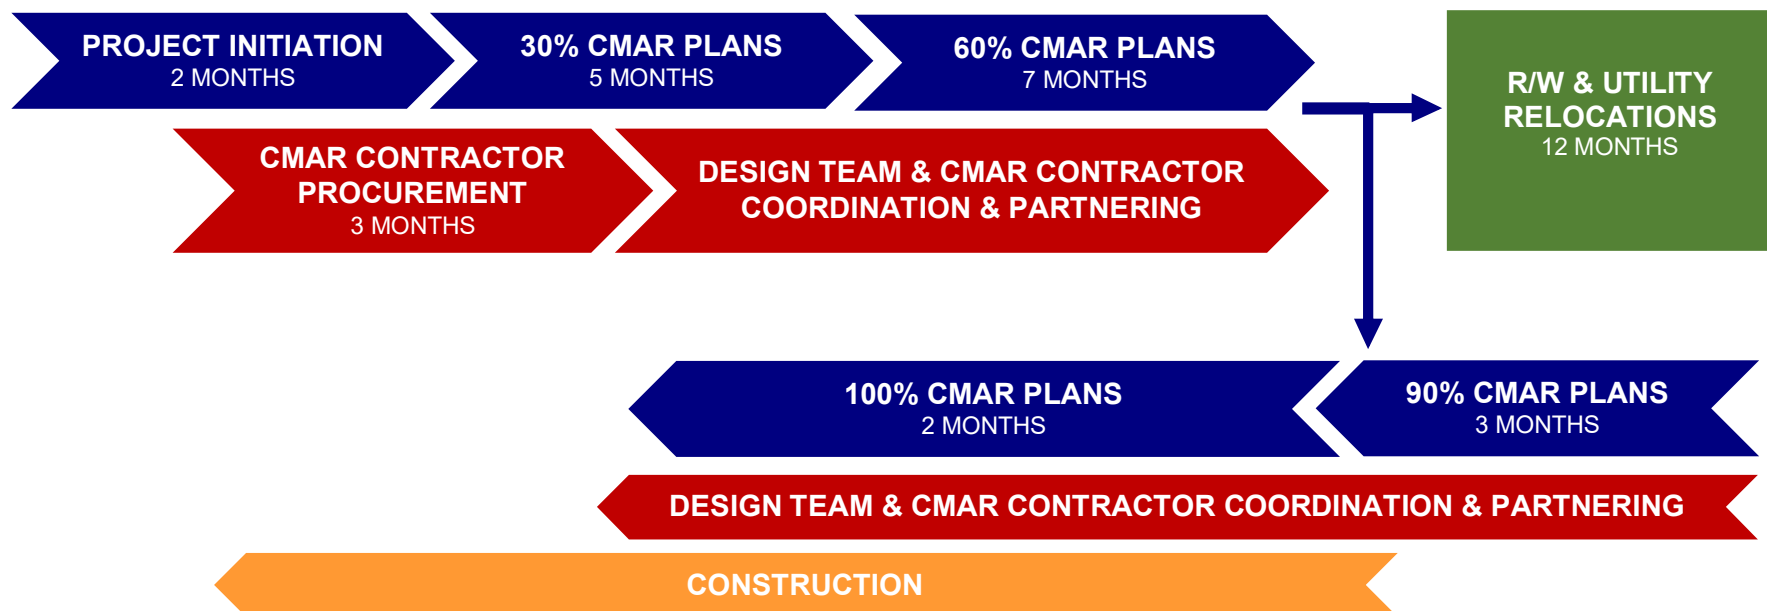 PROJECT INITIATION
2 MONTHS
30% CMAR PLANS
5 MONTHS
60% CMAR PLANS
7 MONTHS
R/W & UTILITY
RELOCATIONS
12 MONTHS
CMAR CONTRACTOR
PROCUREMENT
3 MONTHS
DESIGN TEAM & CMAR CONTRACTOR
COORDINATION & PARTNERING
100% CMAR PLANS
2 MONTHS
90% CMAR PLANS
3 MONTHS
DESIGN TEAM & CMAR CONTRACTOR COORDINATION & PARTNERING
CONSTRUCTION